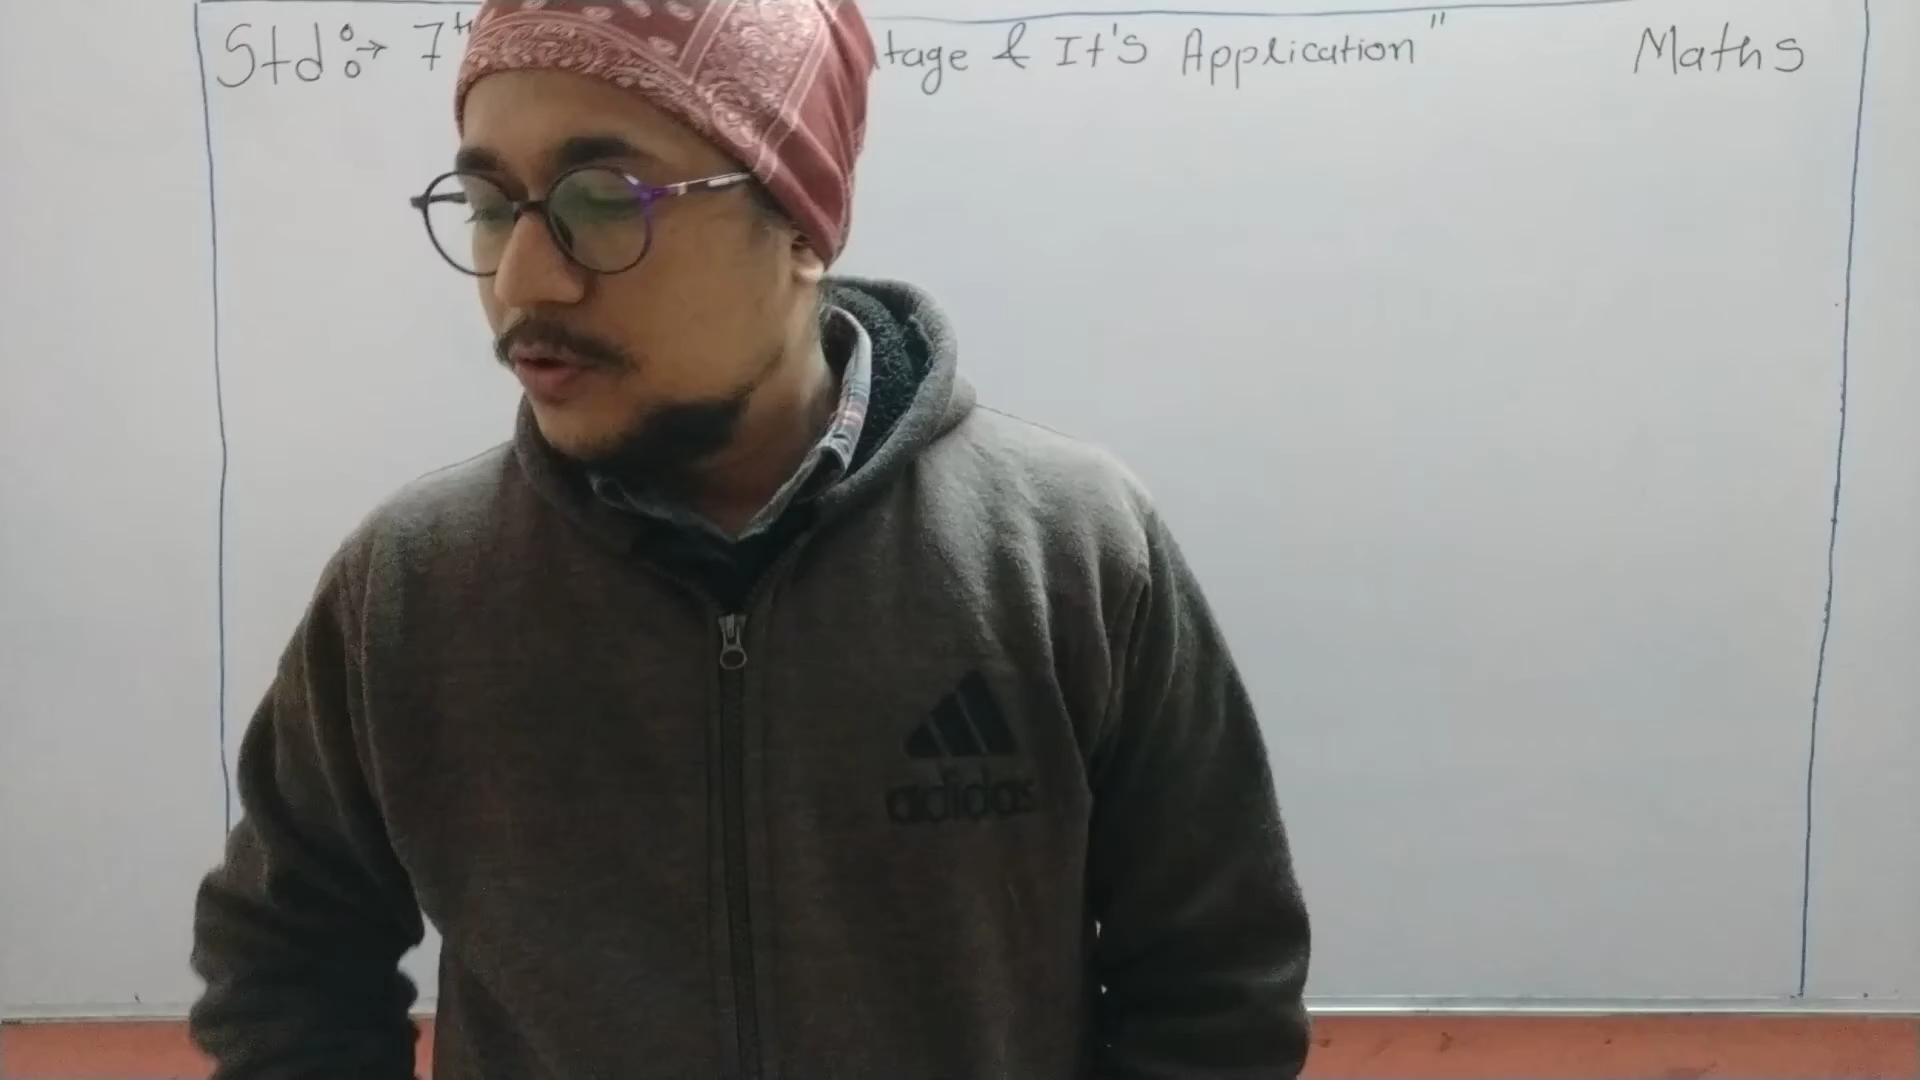 Std :→ 7th tage & It's Application" Maths
adidas